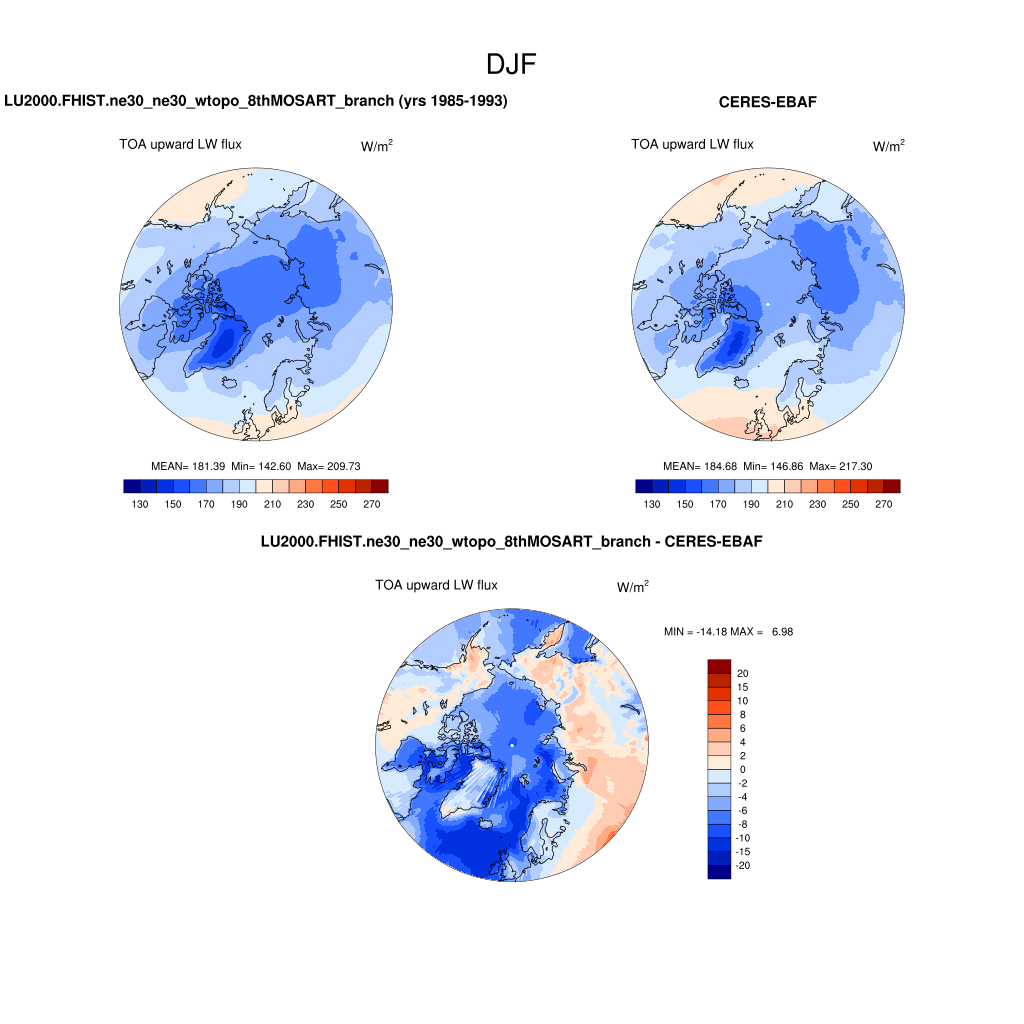 DJF
LU2000.FHIST.ne30_ne30_wtopo_8thMOSART_branch (yrs 1985-1993)
CERES-EBAF
TOA upward LW flux W/m2
TOA upward LW flux W/m2
MEAN= 181.39 Min= 142.60 Max= 209.73
MEAN= 184.68 Min= 146.86 Max= 217.30
130 150 170 190 210 230 250 270
130 150 170 190 210 230 250 270
LU2000.FHIST.ne30_ne30_wtopo_8thMOSART_branch - CERES-EBAF
TOA upward LW flux W/m2
MIN = -14.18 MAX = 6.98
20
15
10
8
6
4
2
0
-2
-4
-6
-8
-10
-15
-20